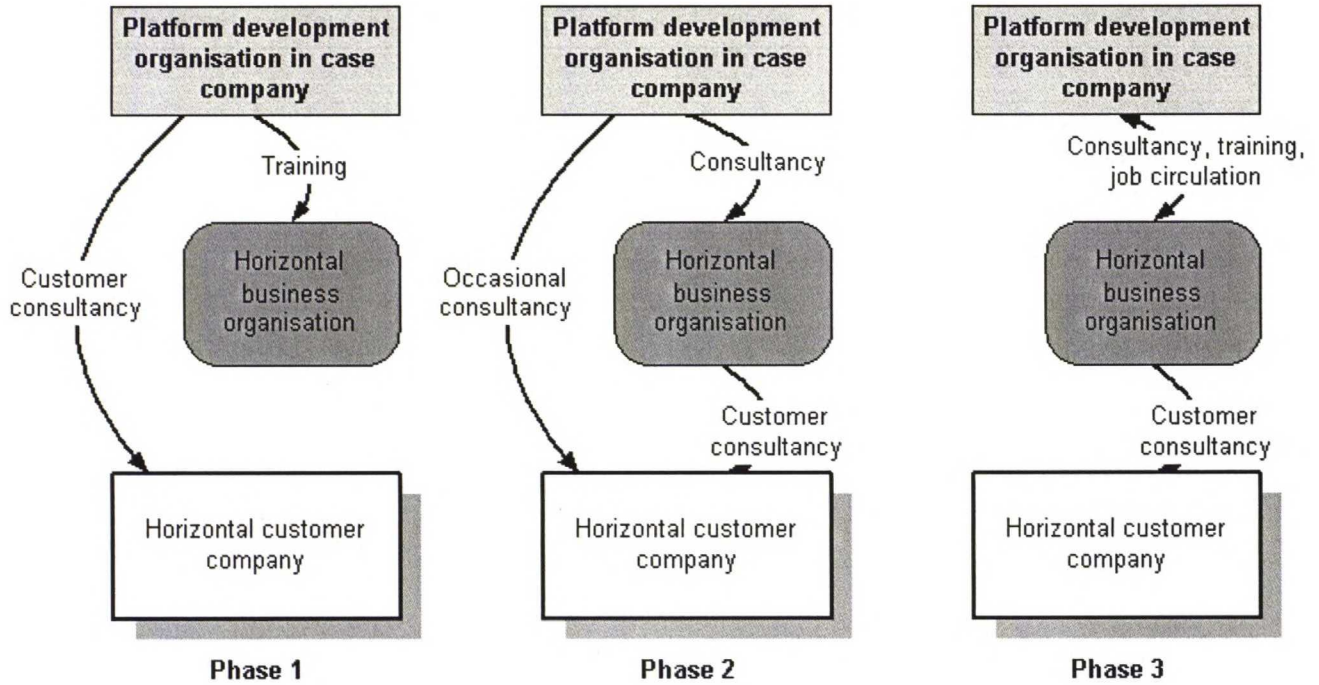 Platform development
organisation in case
company
Training
Customer
consultancy
Horizontal
business
organisation
Horizontal customer
company
Phase 1
Platform development
organisation in case
company
Consultancy
Occasional
consultancy
Horizontal
business
organisation
Customer
consultancy
Horizontal customer
company
Phase 2
Platform development
organisation in case
company
Consultancy, training,
job circulation
Horizontal
business
organisation
Customer
consultancy
Horizontal customer
company
Phase 3